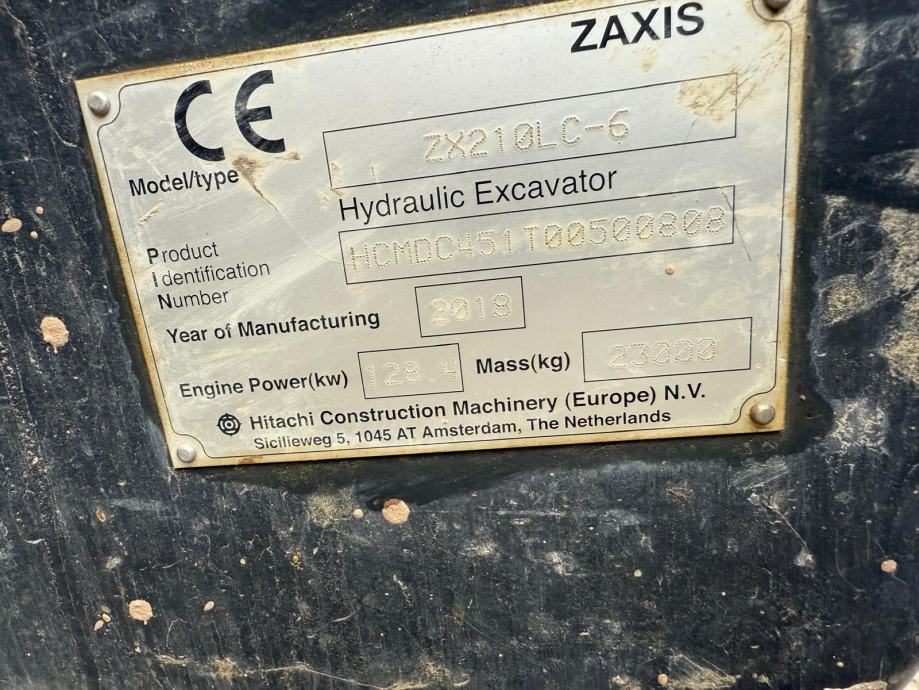 ZAXIS
CE
Model/type ZX210LC-6
Hydraulic Excavator
Product
Identification
Number
HCMDC451T00500808
Year of Manufacturing 2018
Engine Power(kw) 128.4 Mass(kg) 23000
Hitachi Construction Machinery (Europe) N.V.
Sicilieweg 5, 1045 AT Amsterdam, The Netherlands